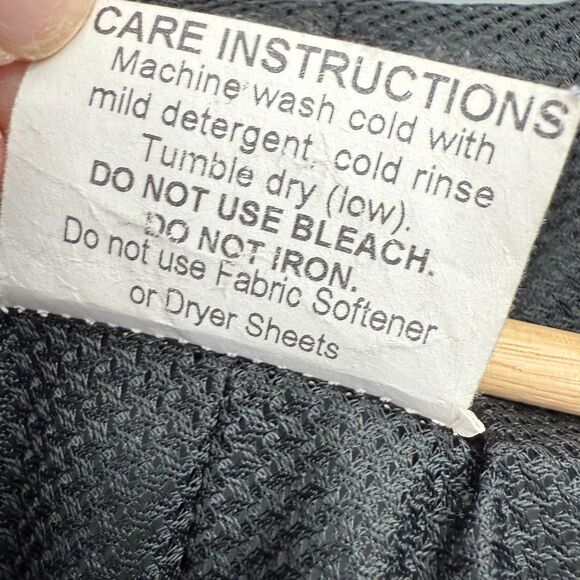 CARE INSTRUCTIONS
Machine wash cold with
mild detergent, cold rinse
Tumble dry (low).
DO NOT USE BLEACH.
DO NOT IRON.
Do not use Fabric Softener
or Dryer Sheets